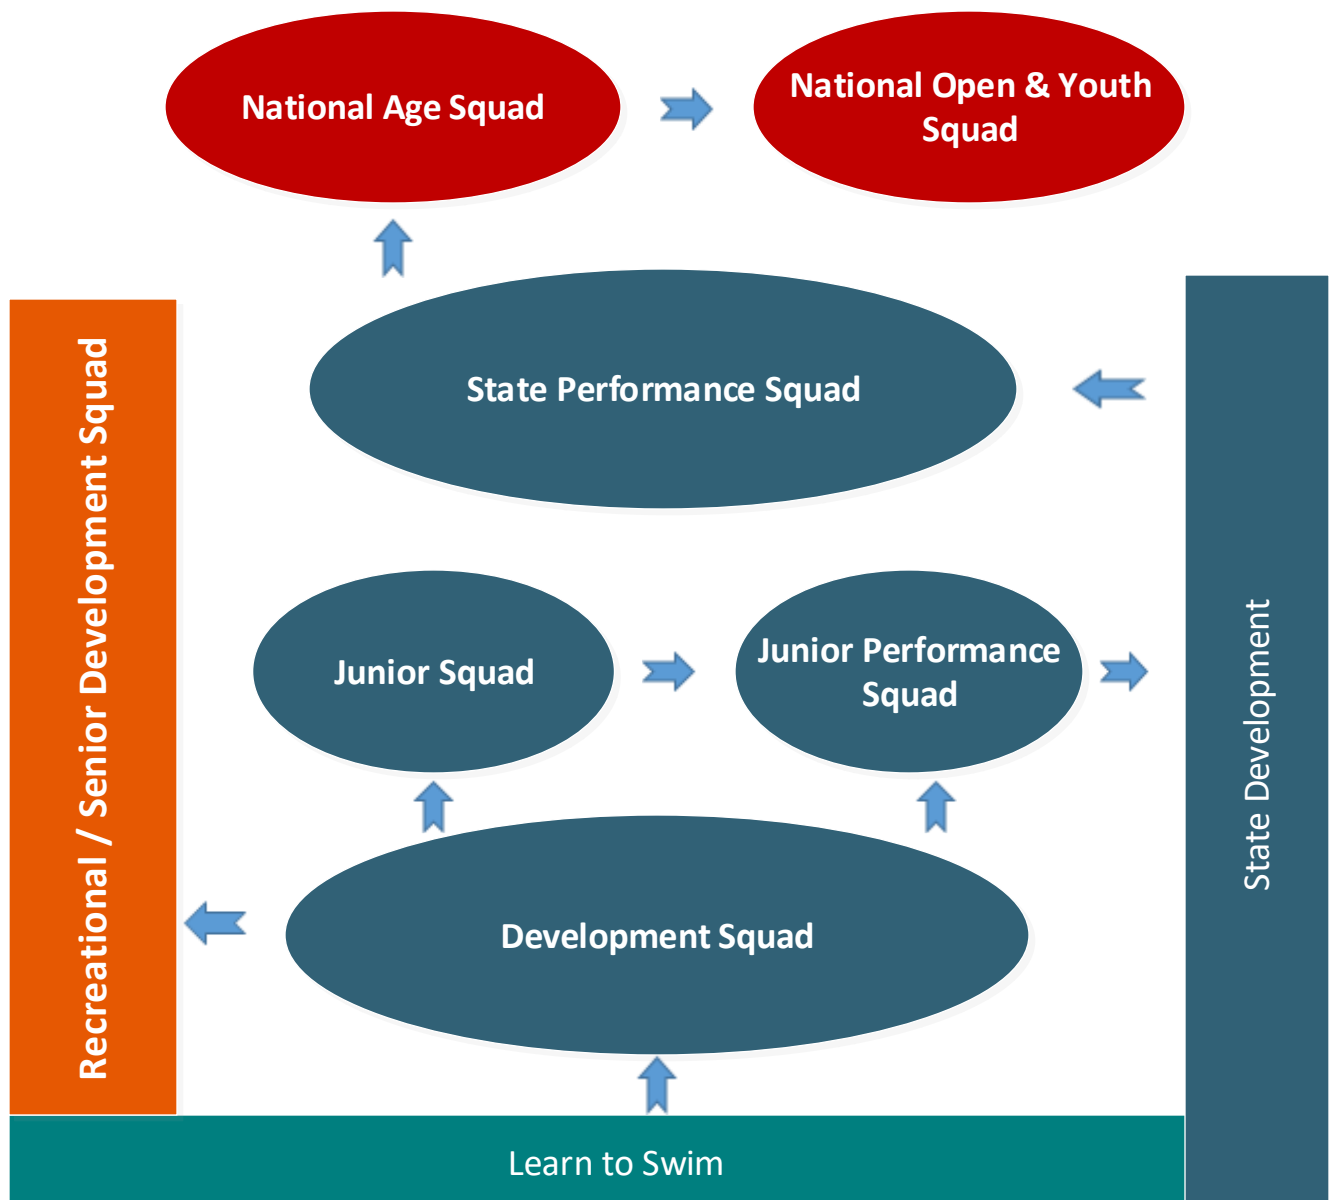 National Age Squad
National Open & Youth
Squad
State Performance Squad
Recreational / Senior Development Squad
Junior Squad
Junior Performance
Squad
State Development
Development Squad
Learn to Swim